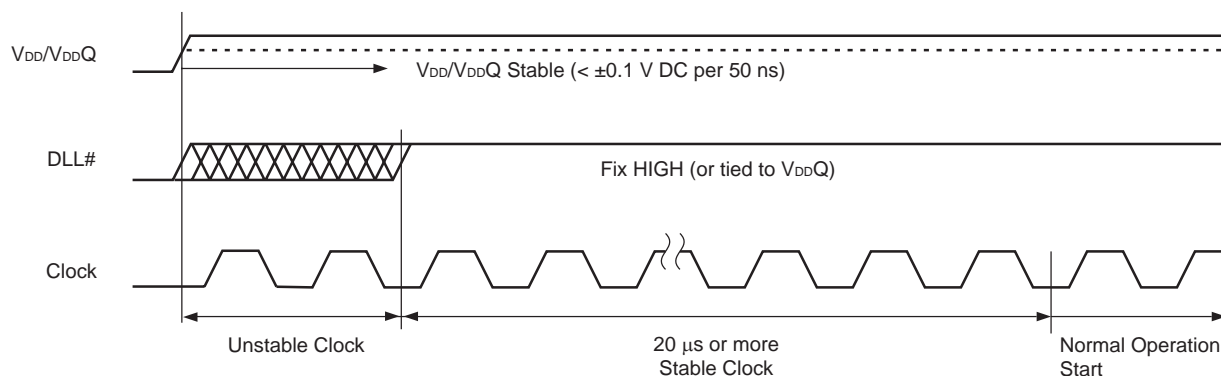 VDD/VDDQ
VDD/VDDQ Stable (< ±0.1 V DC per 50 ns)
DLL#
Fix HIGH (or tied to VDDQ)
Clock
Unstable Clock
20 μs or more
Stable Clock
Normal Operation
Start